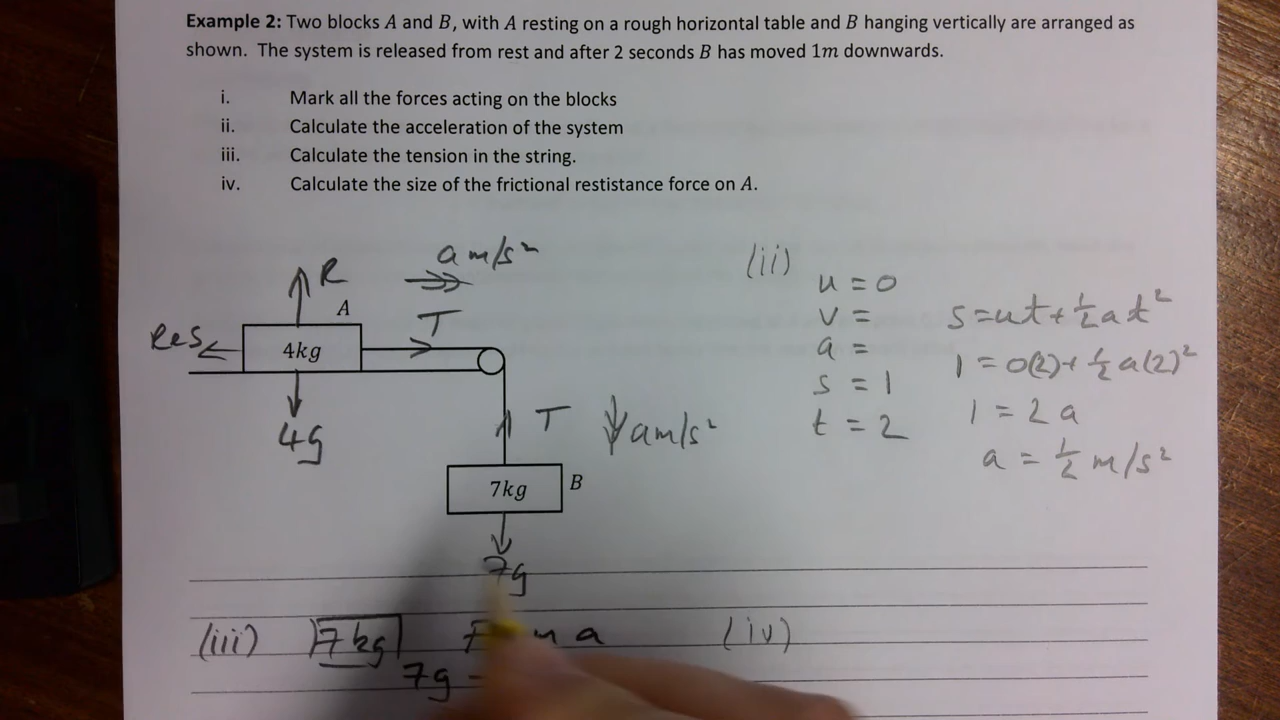 Example 2: Two blocks A and B, with A resting on a rough horizontal table and B hanging vertically are arranged as
shown. The system is released from rest and after 2 seconds B has moved 1m downwards.
i. Mark all the forces acting on the blocks
ii. Calculate the acceleration of the system
iii. Calculate the tension in the string.
iv. Calculate the size of the frictional restistance force on A.
R
a m/s²
A
T
Res
4kg
4g
T
a m/s²
7kg
B
7g
(ii)
u = 0
v =
a =
s = 1
t = 2
s = ut + ½at²
1 = 0(2) + ½a(2)²
1 = 2a
a = ½ m/s²
(iii) 7kg
a
(iv)
7g -